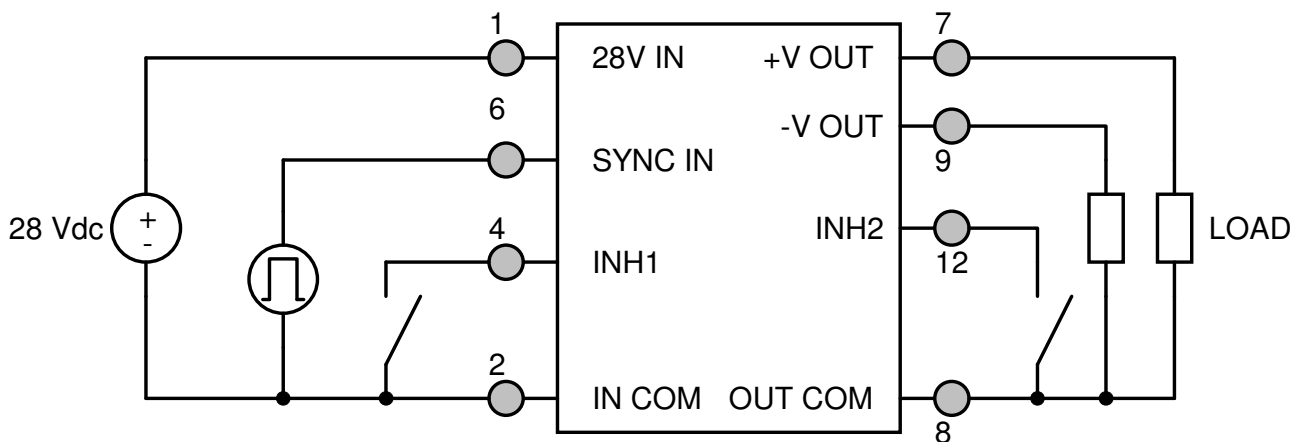 1
7
28V IN
+V OUT
6
-V OUT
9
SYNC IN
28 Vdc
+
-
4
INH1
INH2
12
LOAD
2
IN COM
OUT COM
8